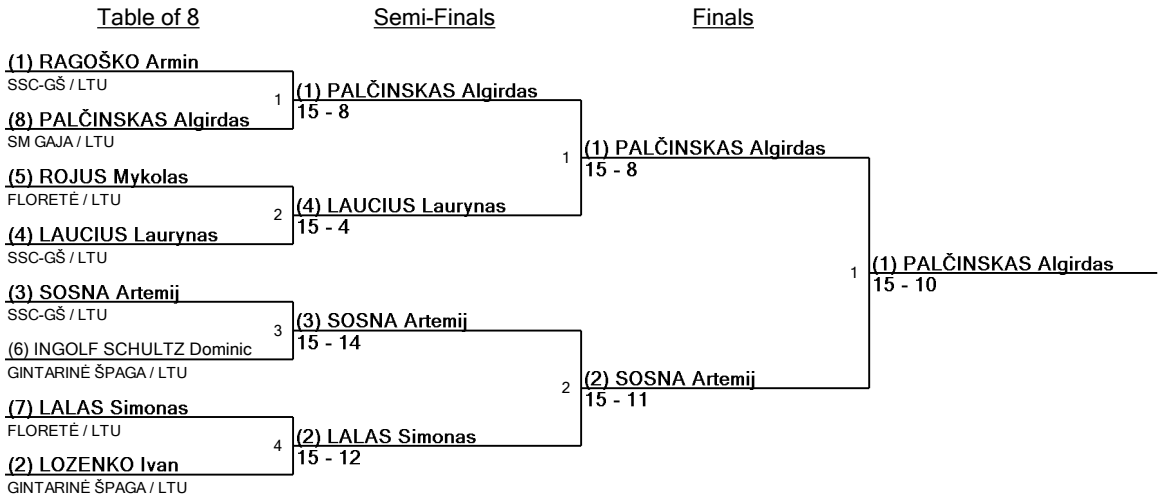 Table of 8
Semi-Finals
Finals
(1) RAGOŠKO Armin
SSC-GŠ / LTU
1
(1) PALČINSKAS Algirdas
15 - 8
(8) PALČINSKAS Algirdas
SM GAJA / LTU
1
(1) PALČINSKAS Algirdas
15 - 8
(5) ROJUS Mykolas
FLORETĖ / LTU
2
(4) LAUCIUS Laurynas
15 - 4
(4) LAUCIUS Laurynas
SSC-GŠ / LTU
1
(1) PALČINSKAS Algirdas
15 - 10
(3) SOSNA Artemij
SSC-GŠ / LTU
3
(3) SOSNA Artemij
15 - 14
(6) INGOLF SCHULTZ Dominic
GINTARINĖ ŠPAGA / LTU
2
(2) SOSNA Artemij
15 - 11
(7) LALAS Simonas
FLORETĖ / LTU
4
(2) LALAS Simonas
15 - 12
(2) LOZENKO Ivan
GINTARINĖ ŠPAGA / LTU